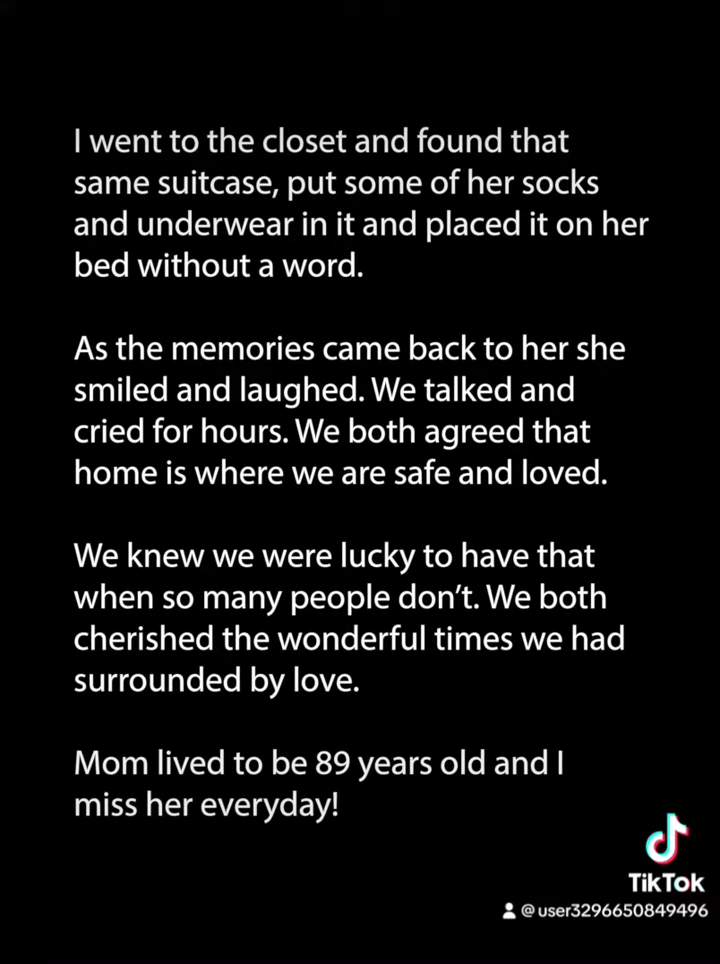 I went to the closet and found that
same suitcase, put some of her socks
and underwear in it and placed it on her
bed without a word.
As the memories came back to her she
smiled and laughed. We talked and
cried for hours. We both agreed that
home is where we are safe and loved.
We knew we were lucky to have that
when so many people don’t. We both
cherished the wonderful times we had
surrounded by love.
Mom lived to be 89 years old and I
miss her everyday!
TikTok
@user3296650849496